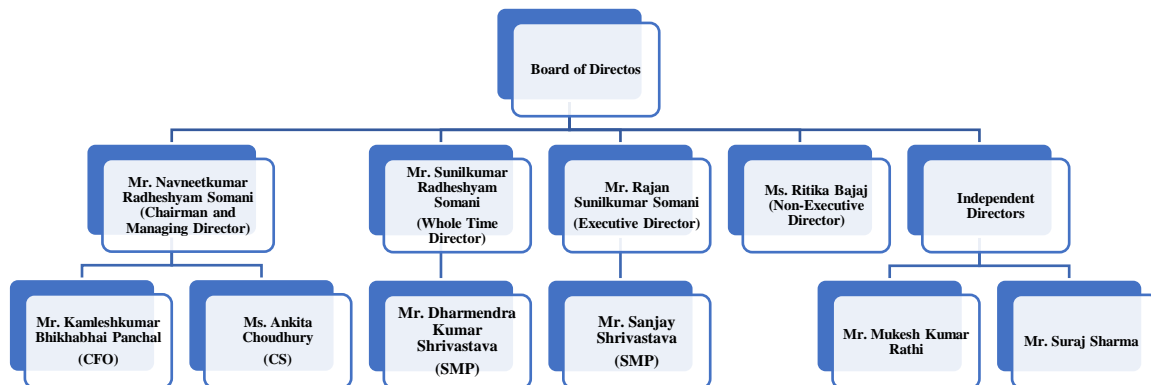 Board of Directos
Mr. Navneetkumar
Radheshyam Somani
(Chairman and
Managing Director)
Mr. Sunilkumar
Radheshyam
Somani
(Whole Time
Director)
Mr. Rajan
Sunilkumar Somani
(Executive Director)
Ms. Ritika Bajaj
(Non-Executive
Director)
Independent
Directors
Mr. Kamleshkumar
Bhikhabhai Panchal
(CFO)
Ms. Ankita
Choudhury
(CS)
Mr. Dharmendra
Kumar
Shrivastava
(SMP)
Mr. Sanjay
Shrivastava
(SMP)
Mr. Mukesh Kumar
Rathi
Mr. Suraj Sharma